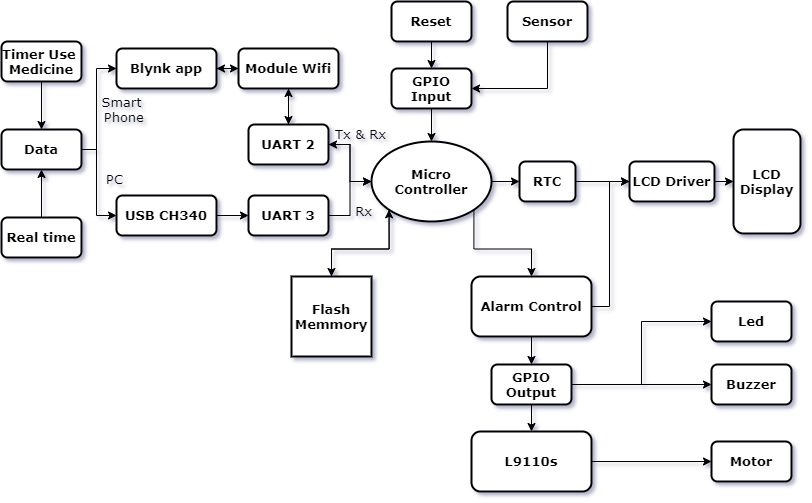 Reset
Sensor
Timer Use
Medicine
Blynk app
Module Wifi
GPIO
Input
Smart
Phone
Data
UART 2
Tx & Rx
Micro
Controller
RTC
LCD Driver
LCD
Display
PC
USB CH340
UART 3
Rx
Real time
Flash
Memmory
Alarm Control
Led
GPIO
Output
Buzzer
L9110s
Motor